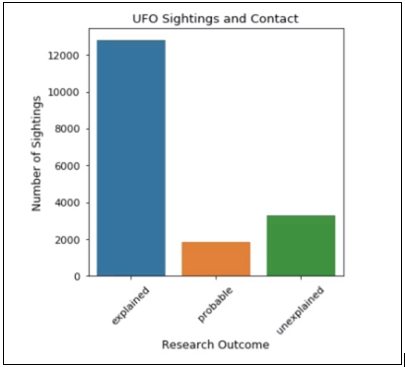 UFO Sightings and Contact
Number of Sightings
12000
10000
8000
6000
4000
2000
0
explained
probable
unexplained
Research Outcome